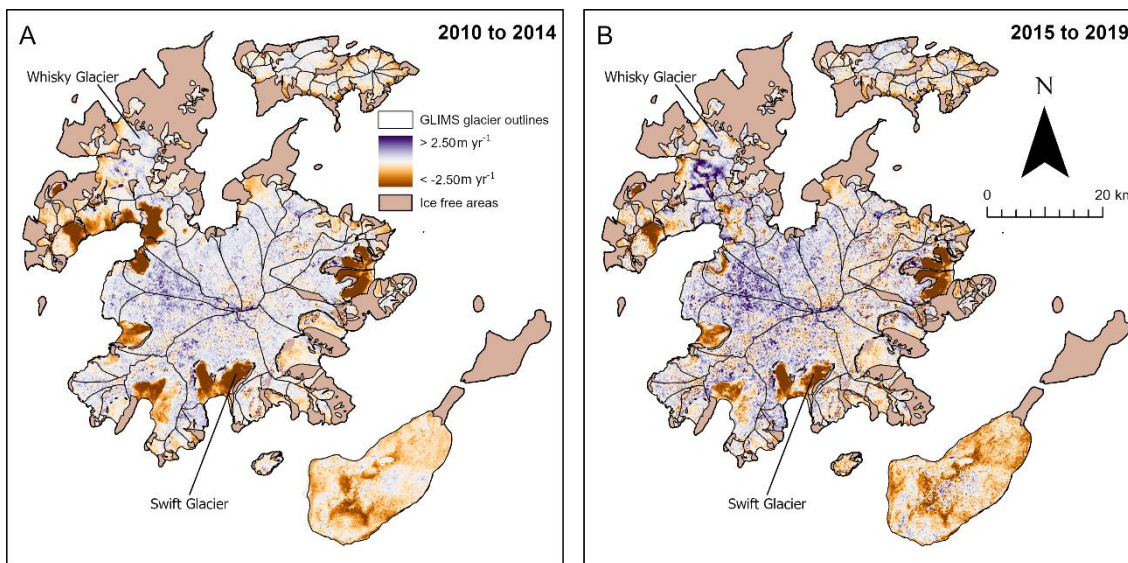 A
2010 to 2014
Whisky Glacier
GLIMS glacier outlines
> 2.50m yr⁻¹
< -2.50m yr⁻¹
Ice free areas
Swift Glacier
B
2015 to 2019
Whisky Glacier
N
0 20 km
Swift Glacier